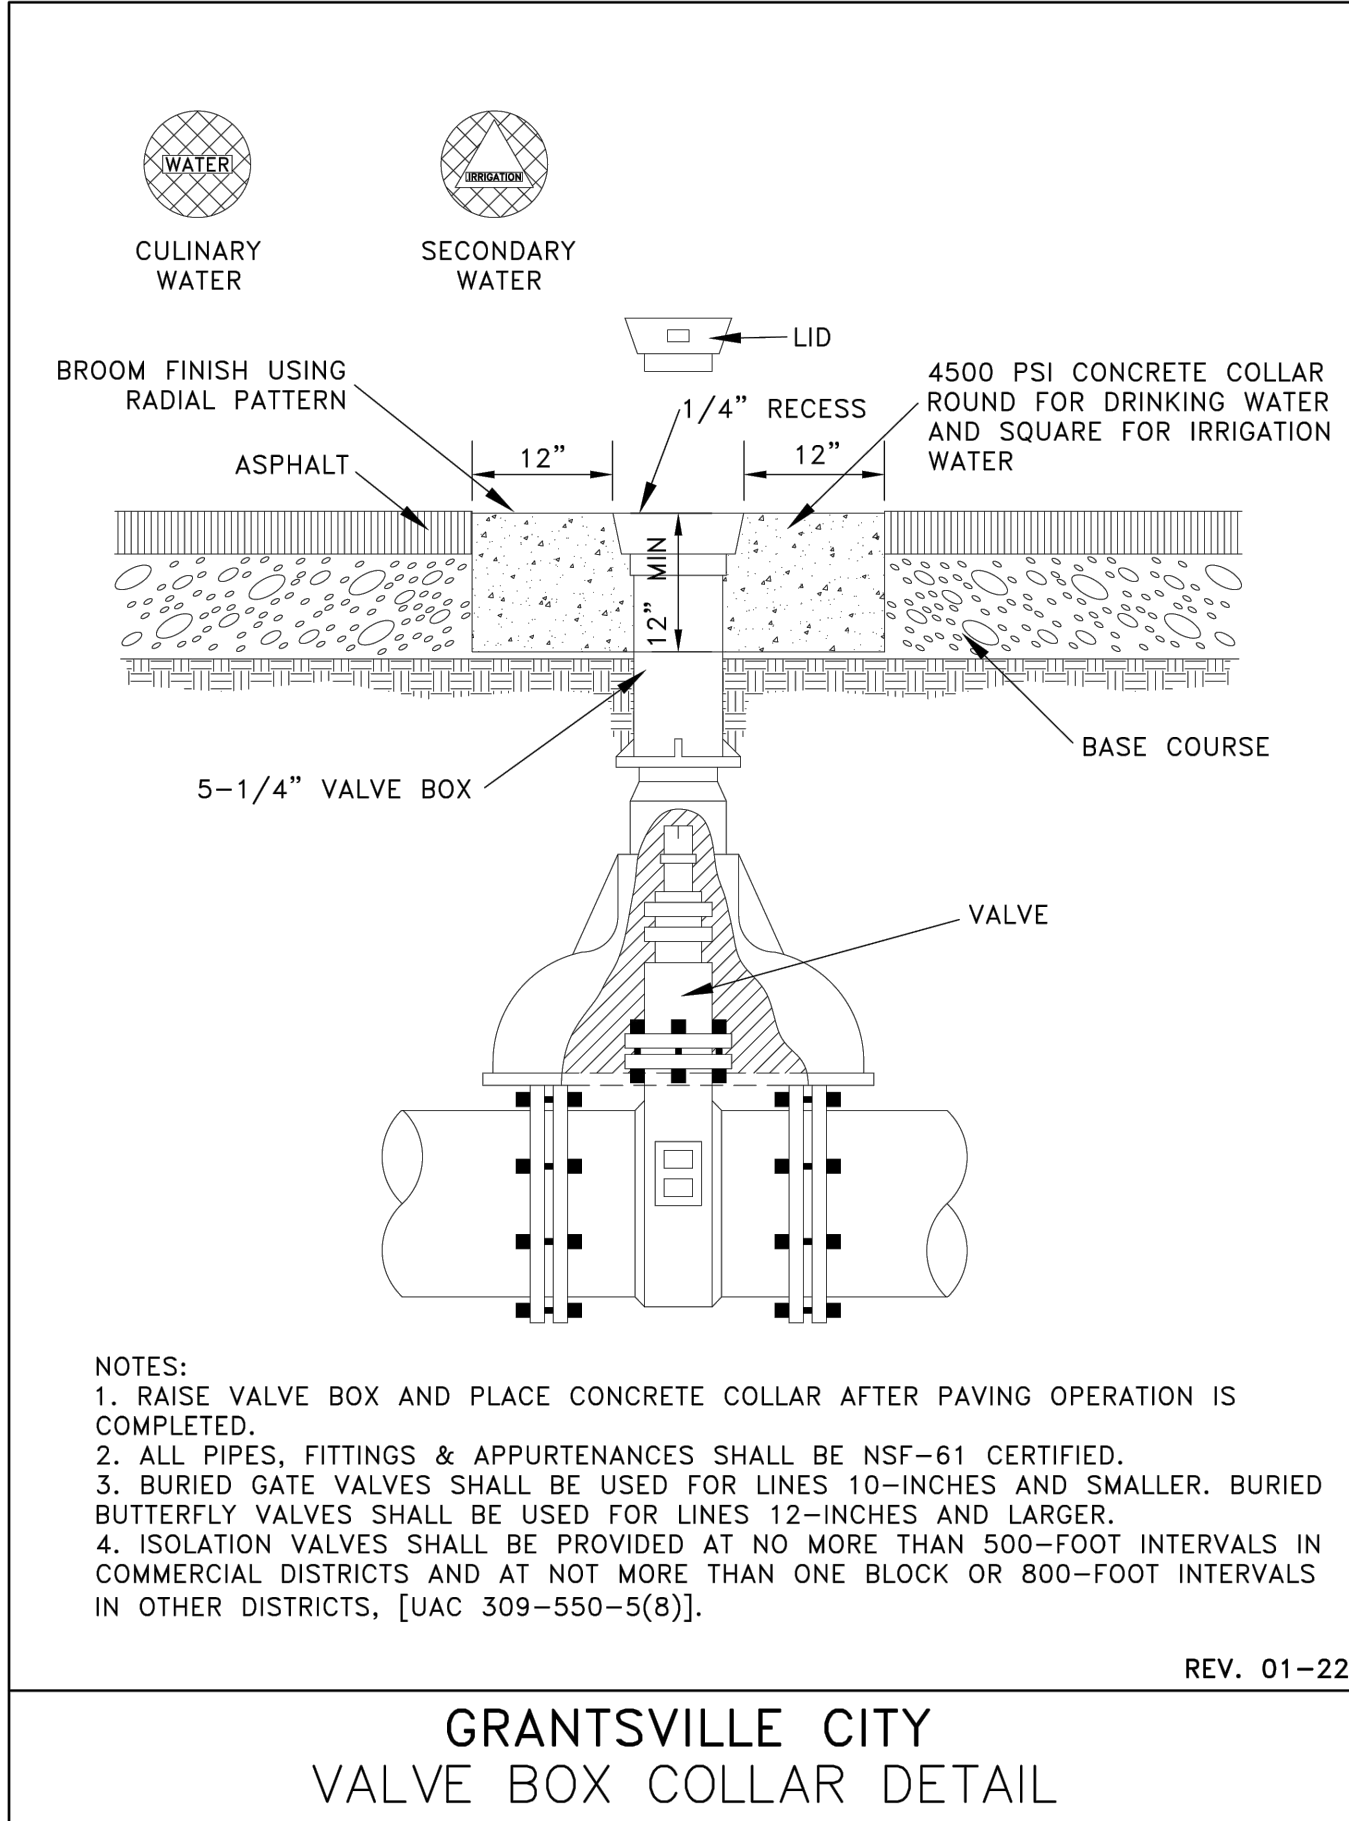 WATER
IRRIGATION
CULINARY
WATER
SECONDARY
WATER
LID
BROOM FINISH USING
RADIAL PATTERN
1/4” RECESS
4500 PSI CONCRETE COLLAR
ROUND FOR DRINKING WATER
AND SQUARE FOR IRRIGATION
WATER
ASPHALT
12”
12”
12” MIN
BASE COURSE
5-1/4” VALVE BOX
VALVE
NOTES:
1. RAISE VALVE BOX AND PLACE CONCRETE COLLAR AFTER PAVING OPERATION IS
COMPLETED.
2. ALL PIPES, FITTINGS & APPURTENANCES SHALL BE NSF-61 CERTIFIED.
3. BURIED GATE VALVES SHALL BE USED FOR LINES 10-INCHES AND SMALLER. BURIED
BUTTERFLY VALVES SHALL BE USED FOR LINES 12-INCHES AND LARGER.
4. ISOLATION VALVES SHALL BE PROVIDED AT NO MORE THAN 500-FOOT INTERVALS IN
COMMERCIAL DISTRICTS AND AT NOT MORE THAN ONE BLOCK OR 800-FOOT INTERVALS
IN OTHER DISTRICTS, [UAC 309-550-5(8)].
REV. 01-22
GRANTSVILLE CITY
VALVE BOX COLLAR DETAIL